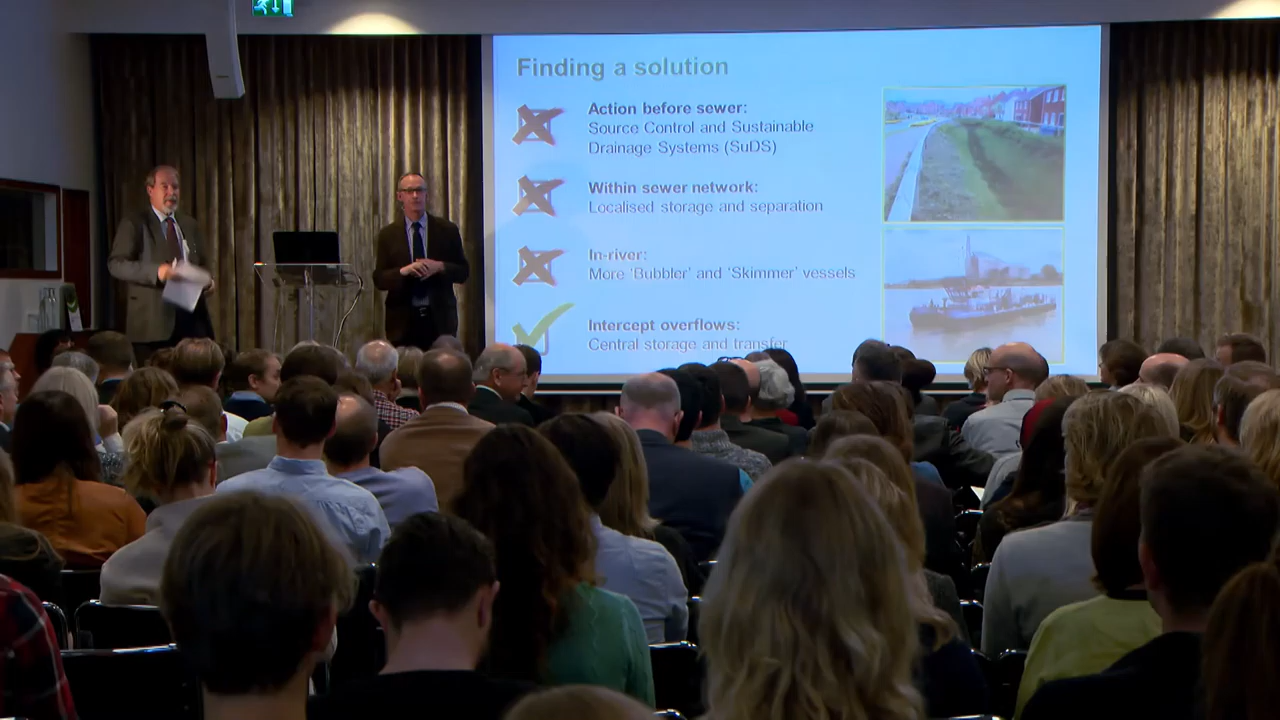 Finding a solution
Action before sewer:
Source Control and Sustainable
Drainage Systems (SuDS)
Within sewer network:
Localised storage and separation
In-river:
More 'Bubbler' and 'Skimmer' vessels
Intercept overflows:
Central storage and transfer